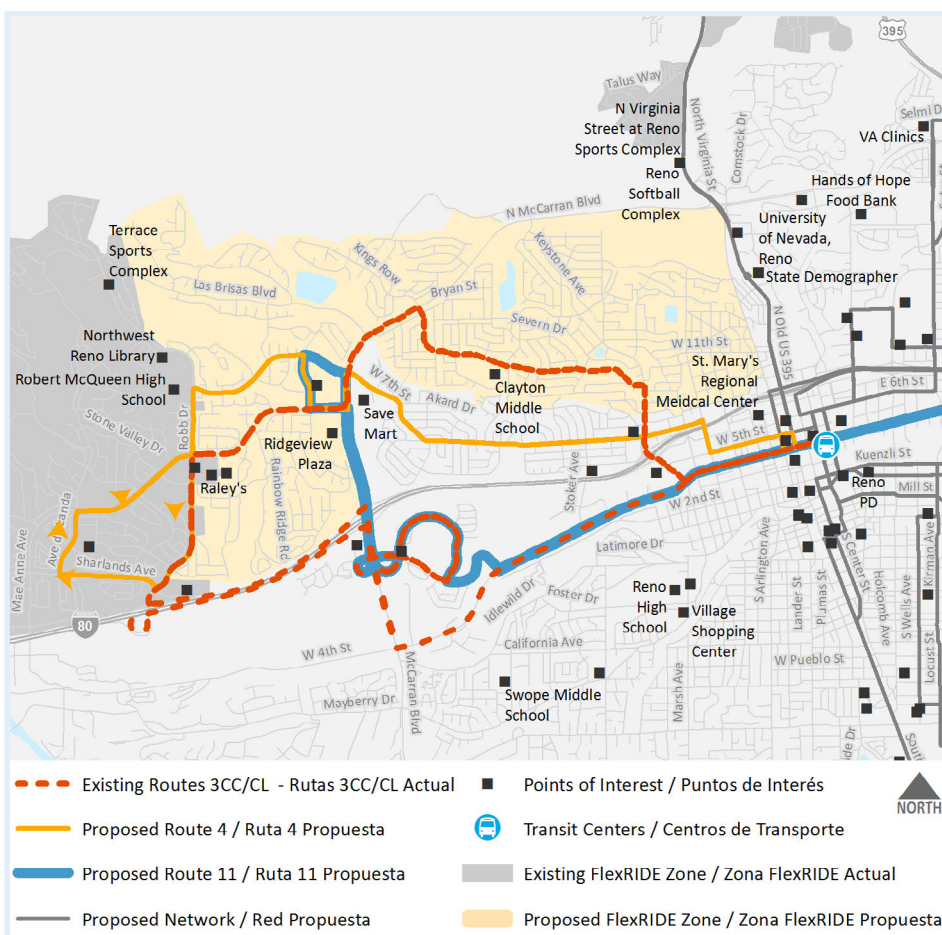 395
Talus Way
N Virginia
Street at Reno
Sports Complex
North Virginia St
Comstock Dr
Selmi D
VA Clinics
Reno
Softball
Complex
Hands of Hope
Food Bank
N McCarran Blvd
University
of Nevada,
Reno
State Demographer
Terrace
Sports
Complex
Kings Row
Keystone Ave
Las Brisas Blvd
Bryan St
Severn Dr
N Old US 395
W 11th St
Northwest
Reno Library
Robert McQueen High
School
St. Mary's
Regional
Meidcal Center
E 6th St
W 7th St
Akard Dr
Clayton
Middle
School
Save
Mart
Stone Valley Dr
Robb Dr
Ridgeview
Plaza
W 5th St
Kuenzli St
Raley's
Rainbow Ridge Rd
Stoker Ave
W 2nd St
Reno
PD
Mill St
Mae Anne Ave
Sharlands Ave
Latimore Dr
S Arlington Ave
Lander St
Plumas St
S Center St
Holcomb Ave
S Wells Ave
Kirman Ave
Locust St
80
Idlewild Dr
Foster Dr
Reno
High
School
Village
Shopping
Center
California Ave
W 4th St
McCarran Blvd
W Pueblo St
Mayberry Dr
Swope Middle
School
Marsh Ave
Existing Routes 3CC/CL - Rutas 3CC/CL Actual
Points of Interest / Puntos de Interés
NORTH
Proposed Route 4 / Ruta 4 Propuesta
Transit Centers / Centros de Transporte
Proposed Route 11 / Ruta 11 Propuesta
Existing FlexRIDE Zone / Zona FlexRIDE Actual
Proposed Network / Red Propuesta
Proposed FlexRIDE Zone / Zona FlexRIDE Propuesta